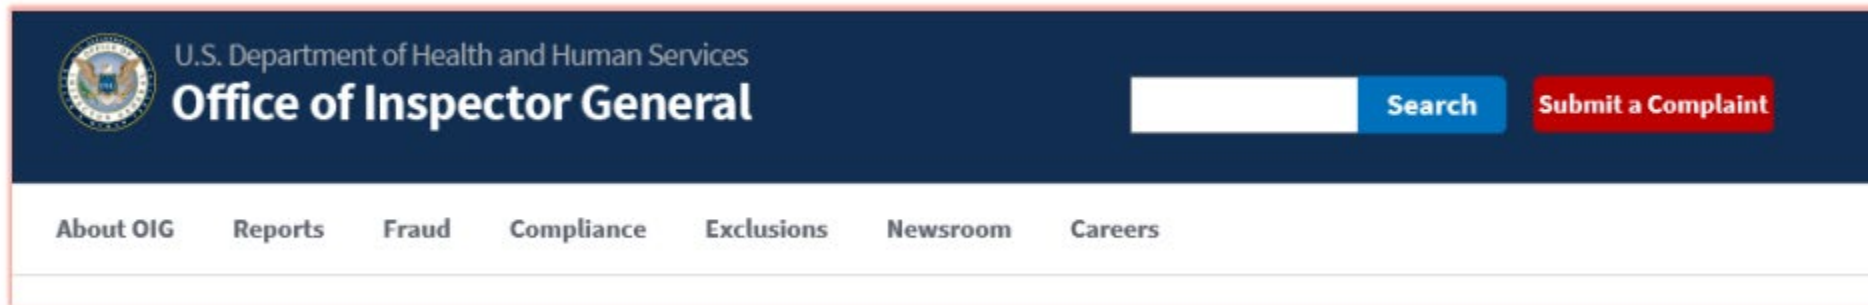 U.S. Department of Health and Human Services
Office of Inspector General
Search
Submit a Complaint
About OIG Reports Fraud Compliance Exclusions Newsroom Careers